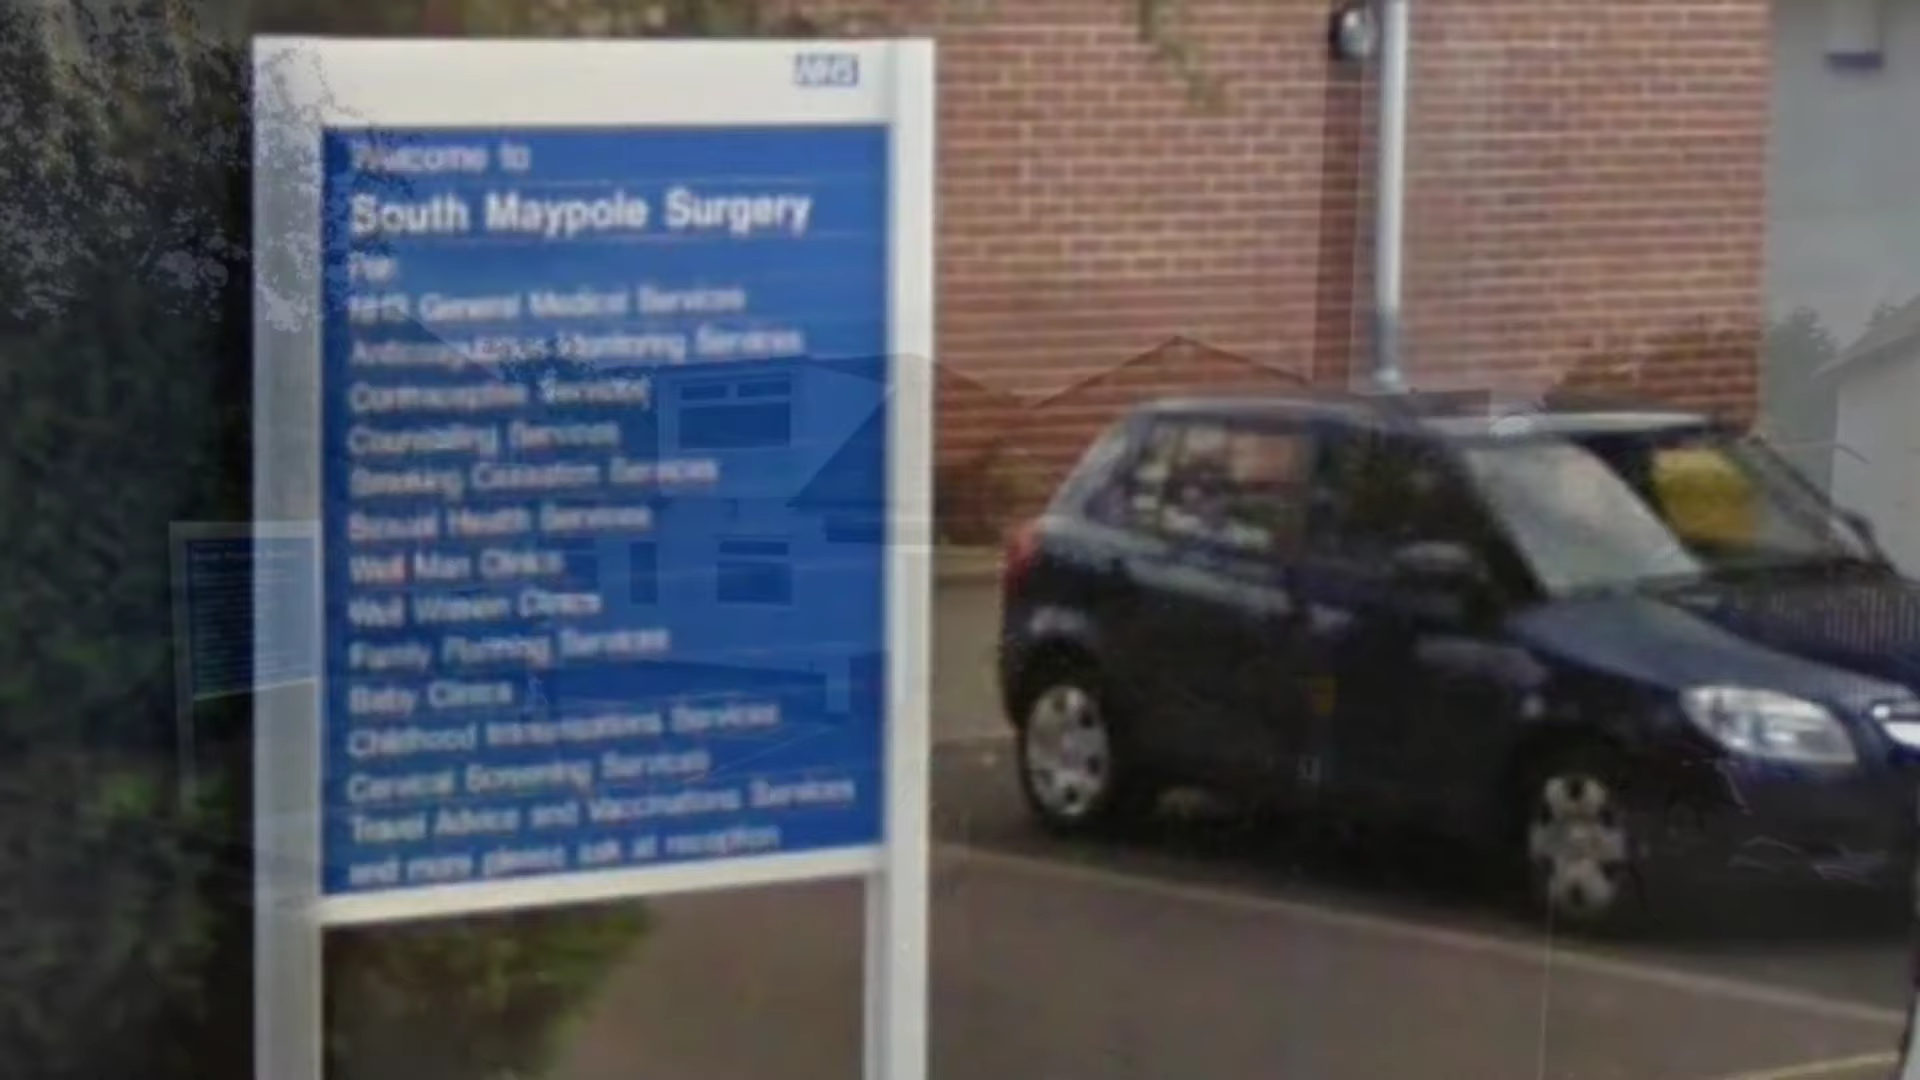 NHS
Welcome to
South Maypole Surgery
For
NHS General Medical Services
Anticoagulation Monitoring Services
Contraceptive Services
Counselling Services
Smoking Cessation Services
Sexual Health Services
Well Man Clinics
Well Woman Clinics
Family Planning Services
Baby Clinics
Childhood Immunisations Services
Cervical Screening Services
Travel Advice and Vaccinations Services
and more please ask at reception